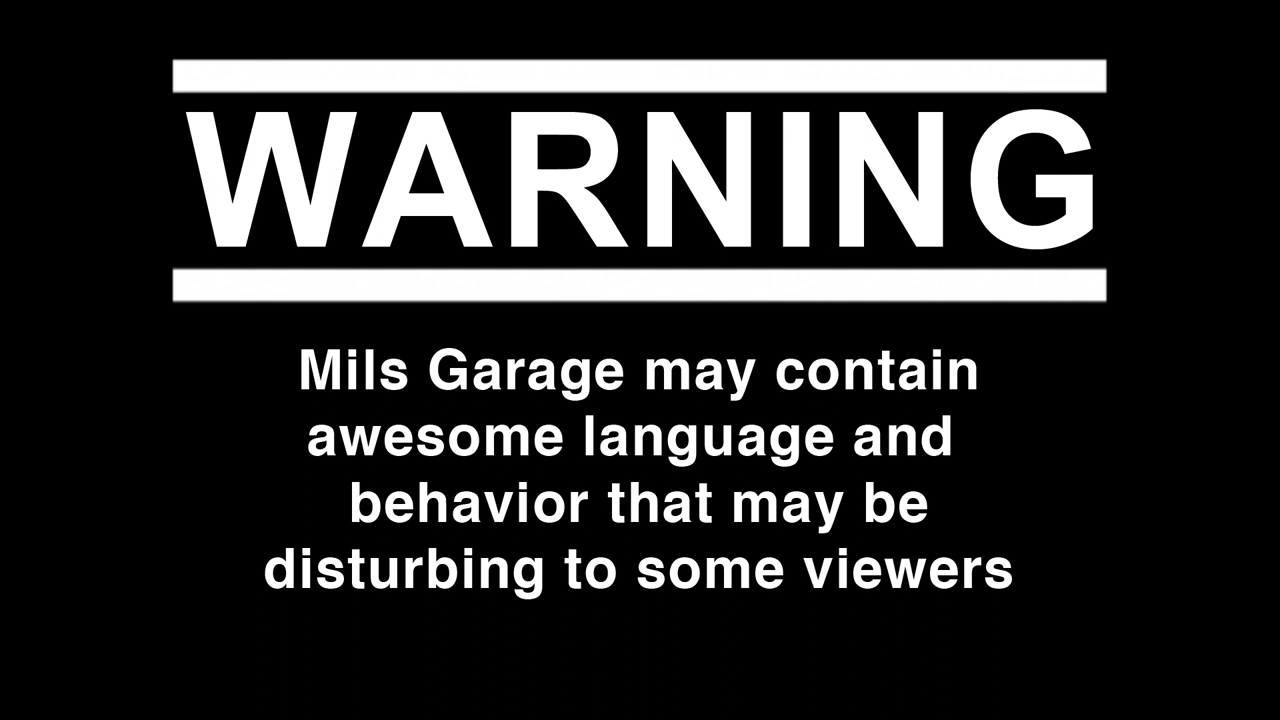 WARNING
Mils Garage may contain
awesome language and
behavior that may be
disturbing to some viewers